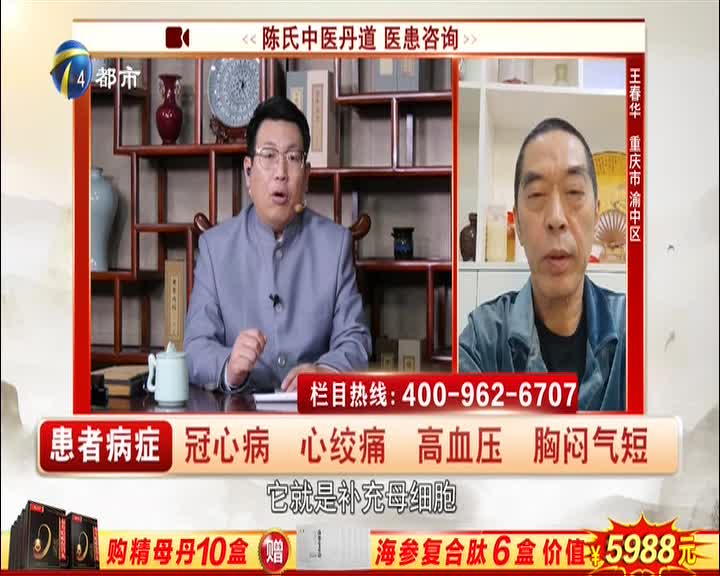 << 陈氏中医丹道 医患咨询 >>
4 都市
王春华 重庆市 渝中区
栏目热线：400-962-6707
患者病症 冠心病 心绞痛 高血压 胸闷气短
它就是补充母细胞
购精母丹10盒 赠 海参复合肽6盒 价值 ¥5988元